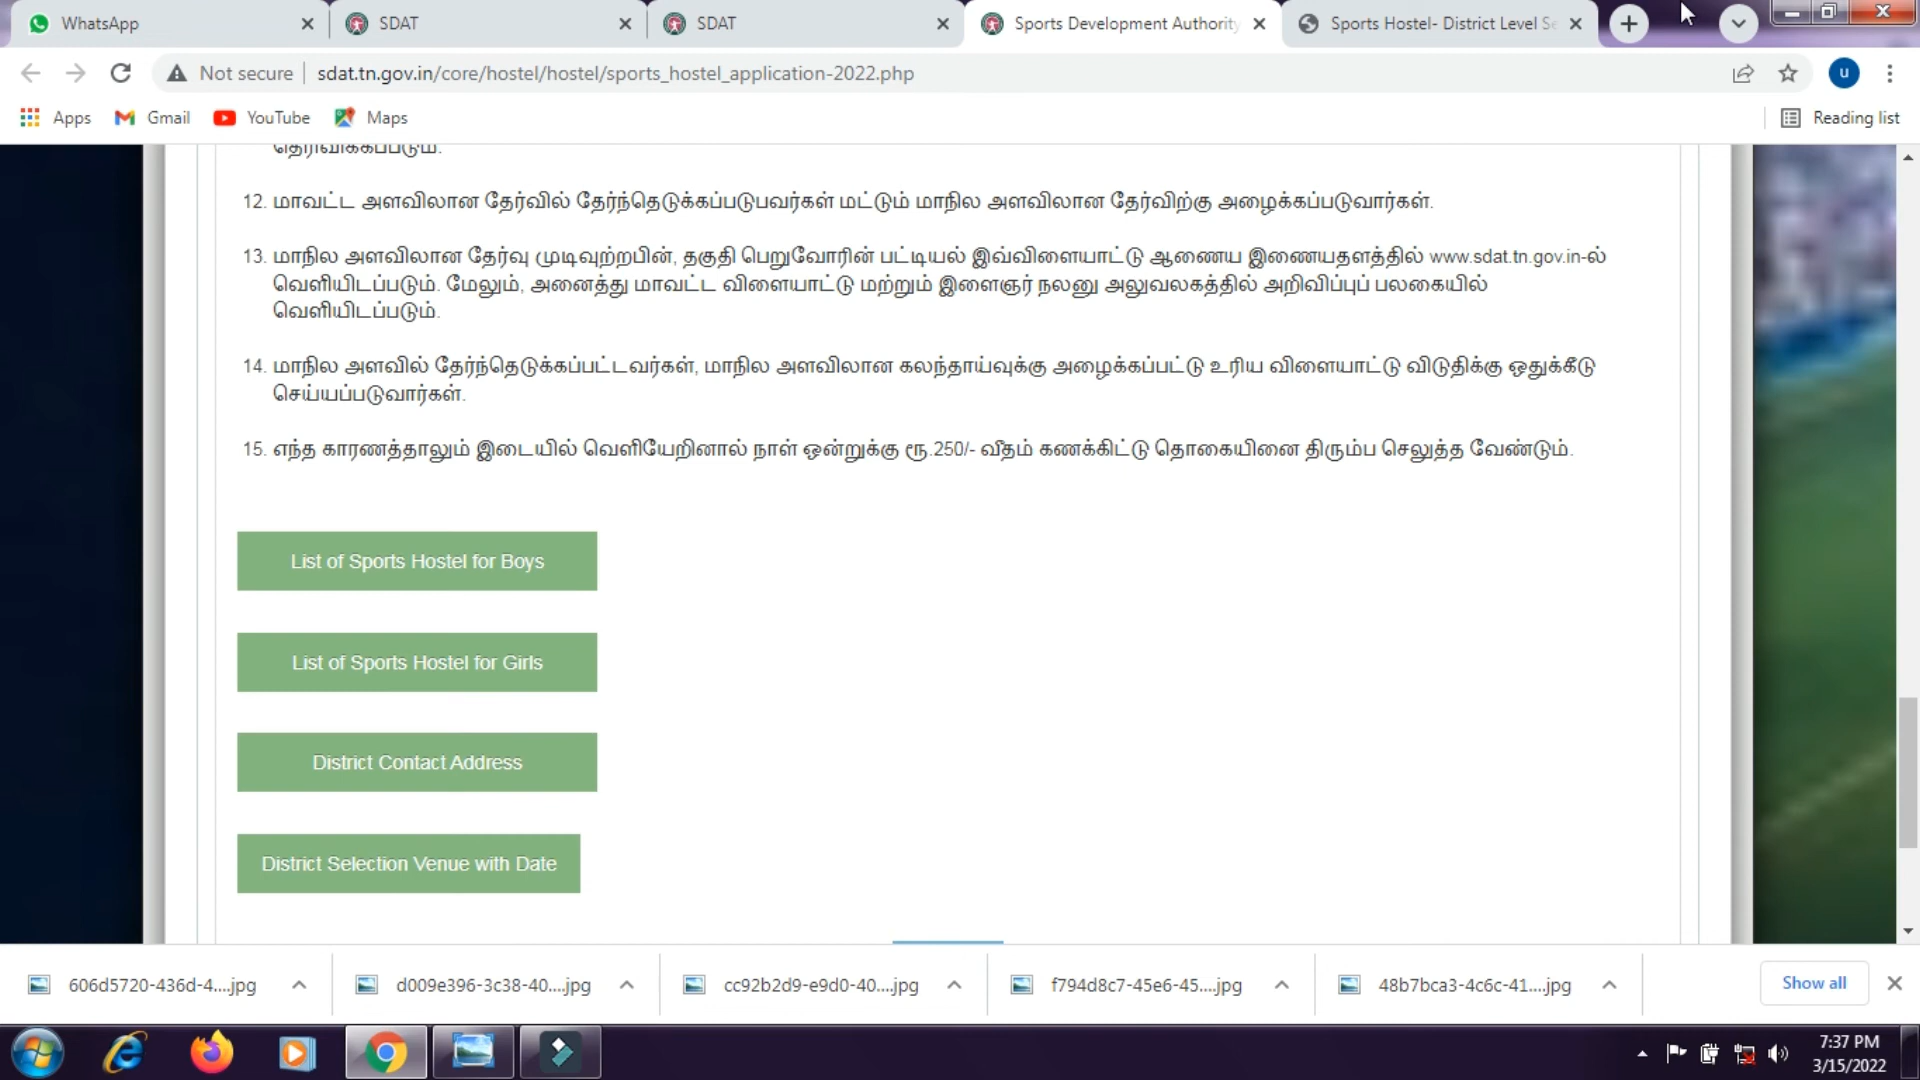 WhatsApp
SDAT
SDAT
Sports Development Authority
Sports Hostel- District Level Se
Not secure
sdat.tn.gov.in/core/hostel/hostel/sports_hostel_application-2022.php
u
Apps
Gmail
YouTube
Maps
Reading list
தெரிவிக்கப்படும்.
12. மாவட்ட அளவிலான தேர்வில் தேர்ந்தெடுக்கப்படுபவர்கள் மட்டும் மாநில அளவிலான தேர்விற்கு அழைக்கப்படுவார்கள்.
13. மாநில அளவிலான தேர்வு முடிவுற்றபின், தகுதி பெறுவோரின் பட்டியல் இவ்விளையாட்டு ஆணைய இணையதளத்தில் www.sdat.tn.gov.in-ல்
வெளியிடப்படும். மேலும், அனைத்து மாவட்ட விளையாட்டு மற்றும் இளைஞர் நலனு அலுவலகத்தில் அறிவிப்புப் பலகையில்
வெளியிடப்படும்.
14. மாநில அளவில் தேர்ந்தெடுக்கப்பட்டவர்கள், மாநில அளவிலான கலந்தாய்வுக்கு அழைக்கப்பட்டு உரிய விளையாட்டு விடுதிக்கு ஒதுக்கீடு
செய்யப்படுவார்கள்.
15. எந்த காரணத்தாலும் இடையில் வெளியேறினால் நாள் ஒன்றுக்கு ரூ.250/- வீதம் கணக்கிட்டு தொகையினை திரும்ப செலுத்த வேண்டும்.
List of Sports Hostel for Boys
List of Sports Hostel for Girls
District Contact Address
District Selection Venue with Date
606d5720-436d-4....jpg
d009e396-3c38-40....jpg
cc92b2d9-e9d0-40....jpg
f794d8c7-45e6-45....jpg
48b7bca3-4c6c-41....jpg
Show all
7:37 PM
3/15/2022